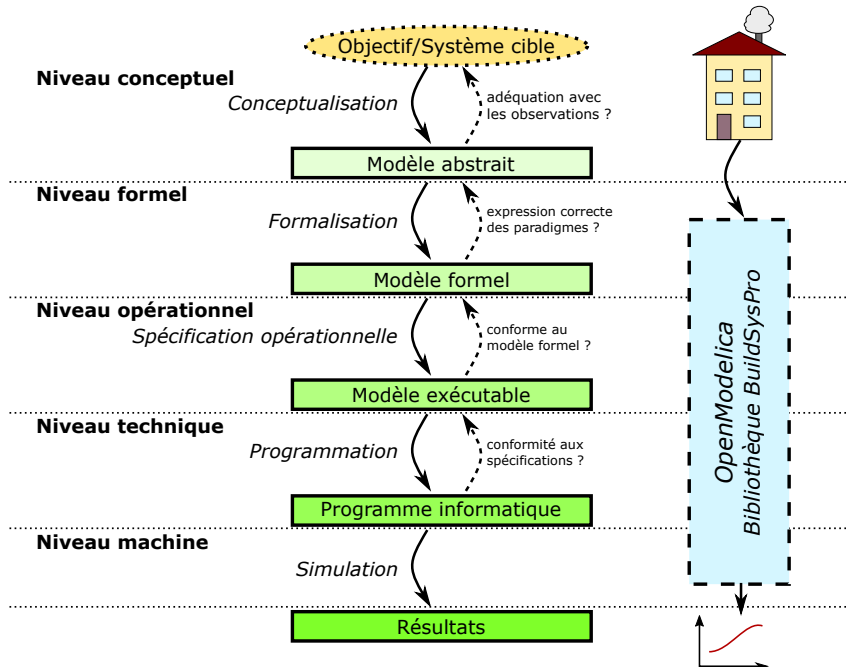 Objectif/Système cible
Niveau conceptuel
Conceptualisation
adéquation avec
les observations ?
Modèle abstrait
Niveau formel
Formalisation
expression correcte
des paradigmes ?
Modèle formel
Niveau opérationnel
Spécification opérationnelle
conforme au
modèle formel ?
Modèle exécutable
Niveau technique
Programmation
conformité aux
spécifications ?
Programme informatique
Niveau machine
Simulation
Résultats
OpenModelica
Bibliothèque BuildSysPro